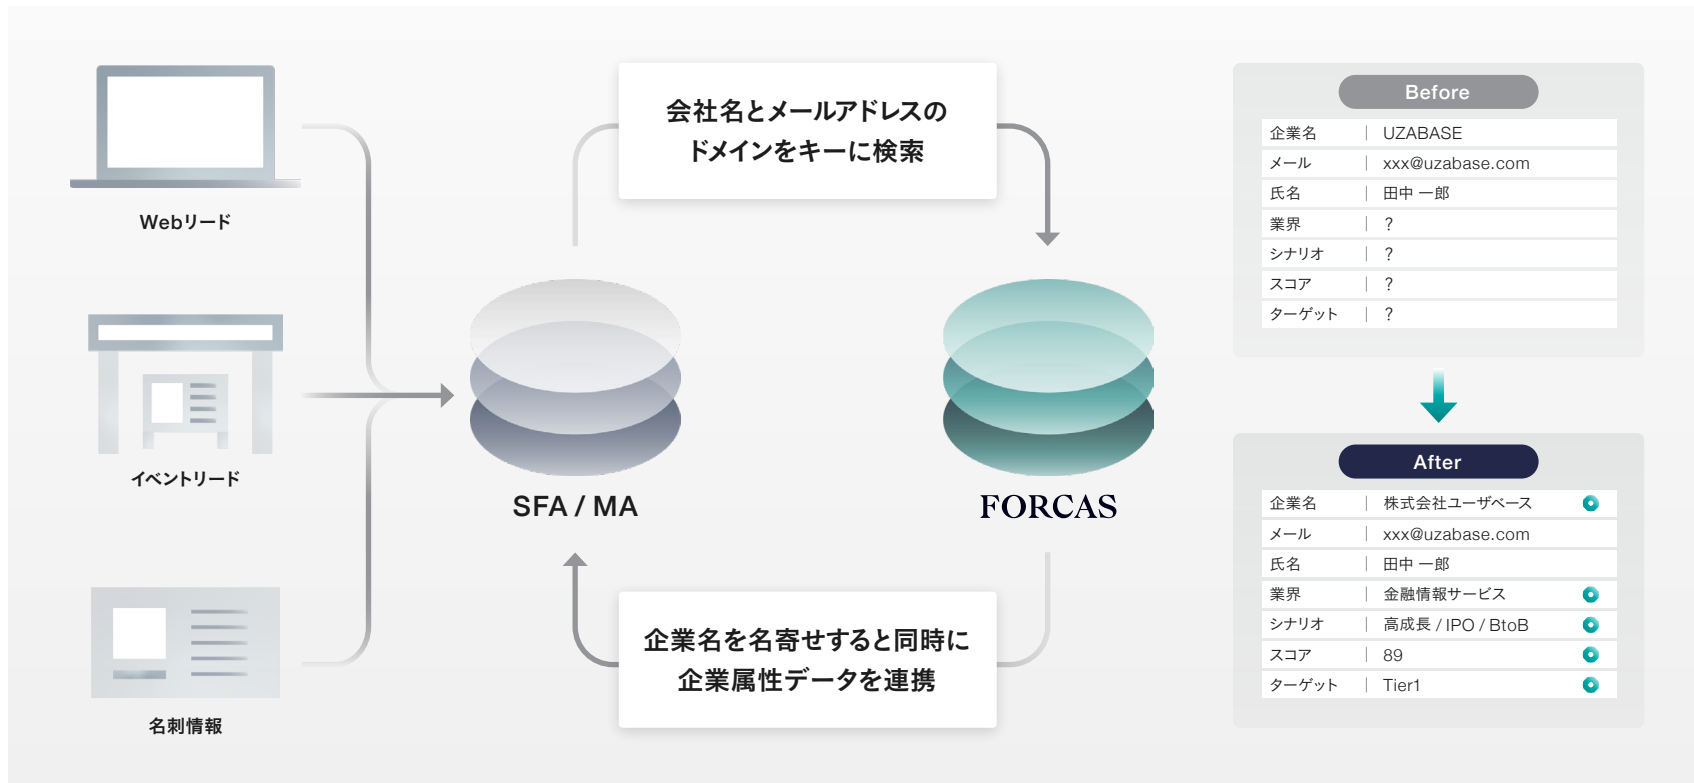 Webリード
イベントリード
名刺情報
会社名とメールアドレスの
ドメインをキーに検索
SFA / MA
FORCAS
企業名を名寄せすると同時に
企業属性データを連携
Before
企業名 | UZABASE
メール | xxx@uzabase.com
氏名 | 田中 一郎
業界 | ?
シナリオ | ?
スコア | ?
ターゲット | ?
After
企業名 | 株式会社ユーザベース
メール | xxx@uzabase.com
氏名 | 田中 一郎
業界 | 金融情報サービス
シナリオ | 高成長 / IPO / BtoB
スコア | 89
ターゲット | Tier1